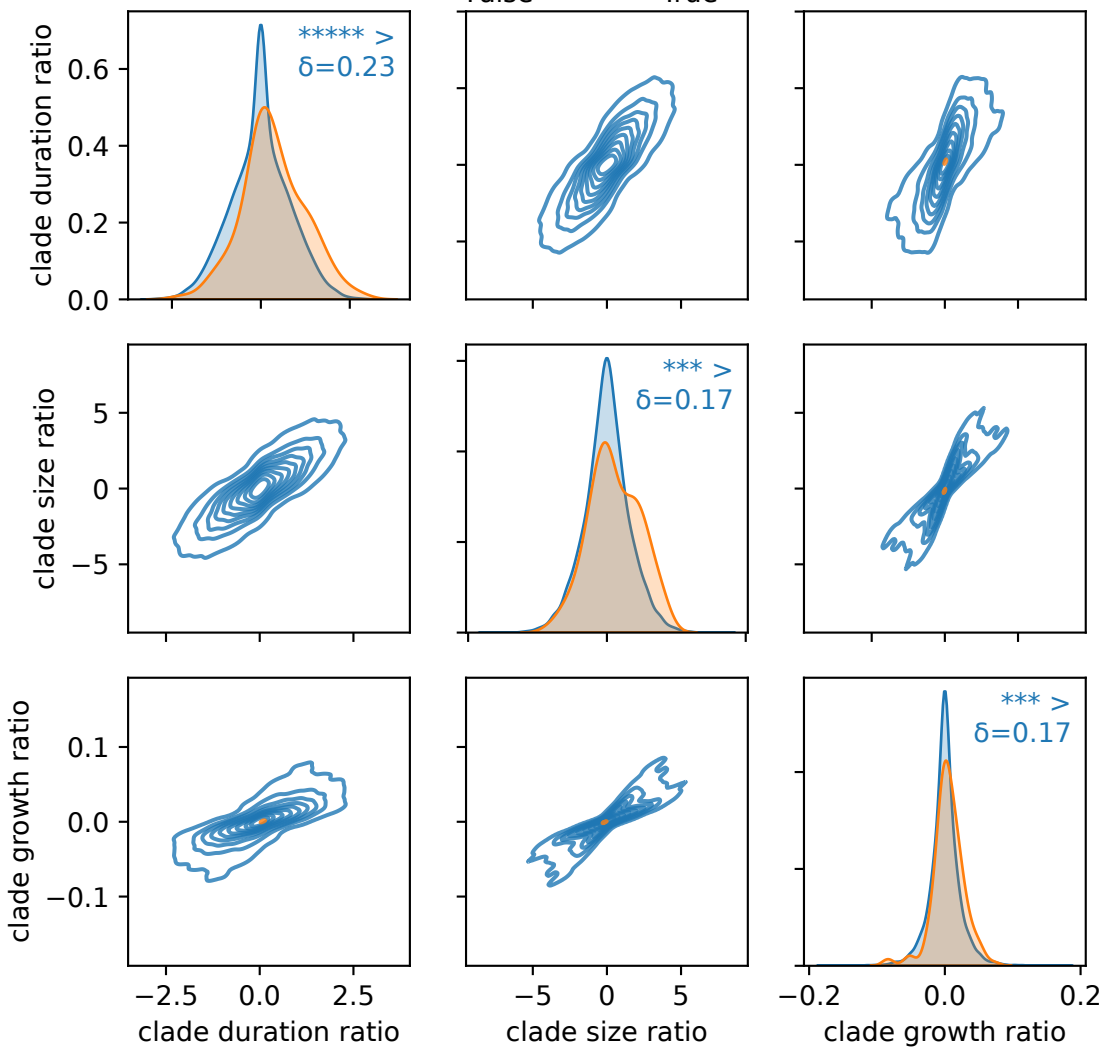 clade duration ratio
0.6
0.4
0.2
0.0
***** >
δ=0.23
clade size ratio
5
0
−5
*** >
δ=0.17
clade growth ratio
0.1
0.0
−0.1
*** >
δ=0.17
−2.5 0.0 2.5
−5 0 5
−0.2 0.0 0.2
clade duration ratio
clade size ratio
clade growth ratio